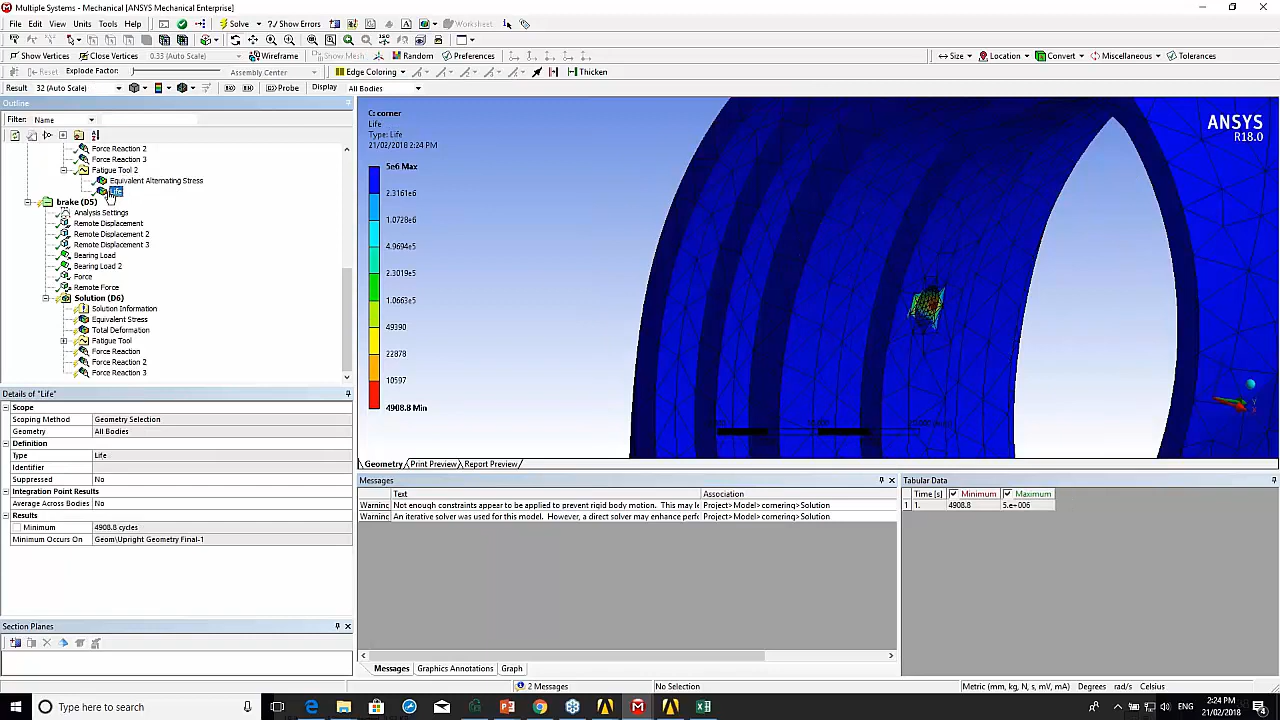 Multiple Systems - Mechanical [ANSYS Mechanical Enterprise]
File Edit View Units Tools Help Solve Show Errors Worksheet
Show Vertices Close Vertices 0.33 (Auto Scale) Wireframe Show Mesh Random Preferences Size Location Convert Miscellaneous Tolerances
Reset Explode Factor: Assembly Center Edge Coloring Thicken
Result 32 (Auto Scale) Probe Display All Bodies
Outline
Filter: Name
Force Reaction 2
Force Reaction 3
Fatigue Tool 2
Equivalent Alternating Stress
Life
brake (D5)
Analysis Settings
Remote Displacement
Remote Displacement 2
Remote Displacement 3
Bearing Load
Bearing Load 2
Force
Remote Force
Solution (D6)
Solution Information
Equivalent Stress
Total Deformation
Fatigue Tool
Force Reaction
Force Reaction 2
Force Reaction 3
Details of "Life"
Scope
Scoping Method Geometry Selection
Geometry All Bodies
Definition
Type Life
Identifier
Suppressed No
Integration Point Results
Average Across Bodies No
Results
Minimum 4908.8 cycles
Minimum Occurs On Geom\Upright Geometry Final-1
Section Planes
C: corner
Life
Type: Life
21/02/2018 2:24 PM
5e6 Max
2.3161e6
1.0728e6
4.9694e5
2.3019e5
1.0663e5
49390
22878
10597
4908.8 Min
ANSYS
R18.0
Geometry Print Preview Report Preview
Messages
Text Association
Warninc Not enough constraints appear to be applied to prevent rigid body motion. This may le Project>Model>cornering>Solution
Warninc An iterative solver was used for this model. However, a direct solver may enhance perf Project>Model>cornering>Solution
Messages Graphics Annotations Graph
Tabular Data
Time [s] Minimum Maximum
1 1. 4908.8 5.e+006
2 Messages No Selection Metric (mm, kg, N, s, mV, mA) Degrees rad/s Celsius
Type here to search
ENG
2:24 PM
21/02/2018